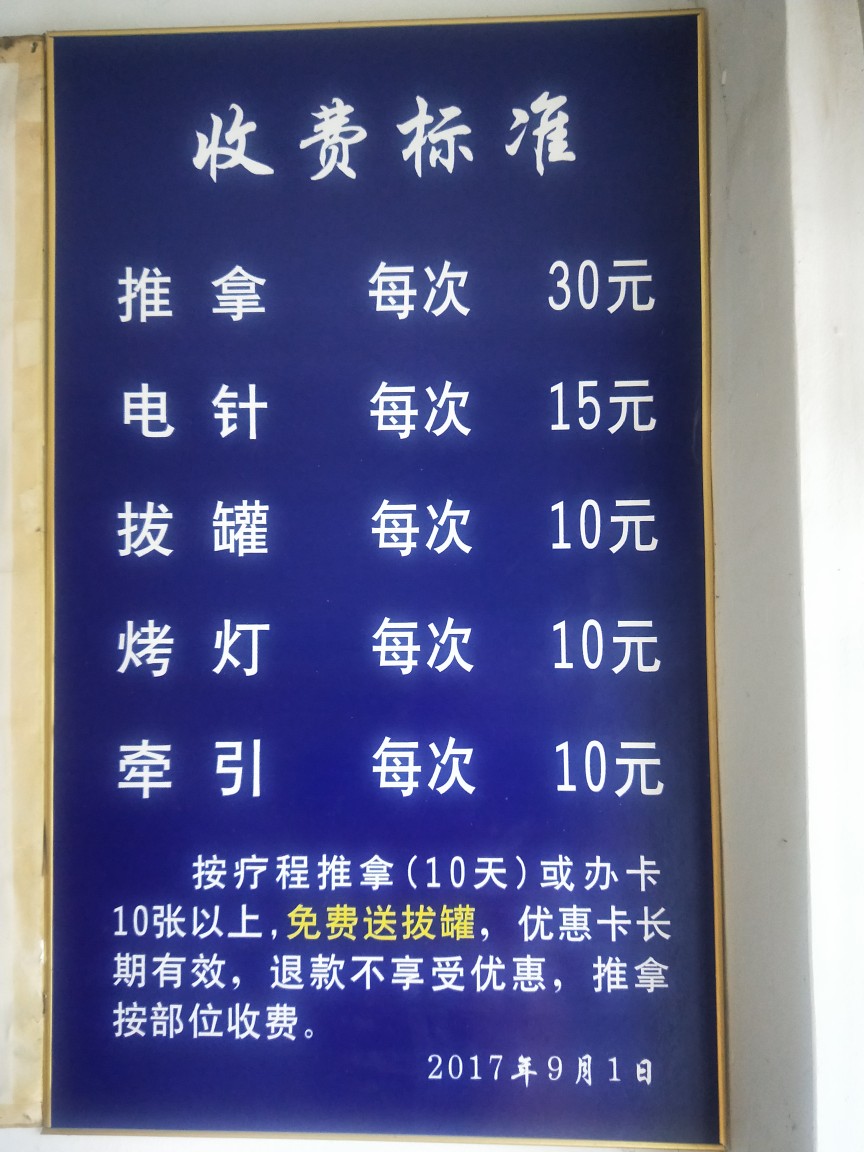 收费标准
推拿 每次 30元
电针 每次 15元
拔罐 每次 10元
烤灯 每次 10元
牵引 每次 10元
按疗程推拿(10天)或办卡
10张以上,免费送拔罐，优惠卡长
期有效，退款不享受优惠，推拿
按部位收费。
2017年9月1日